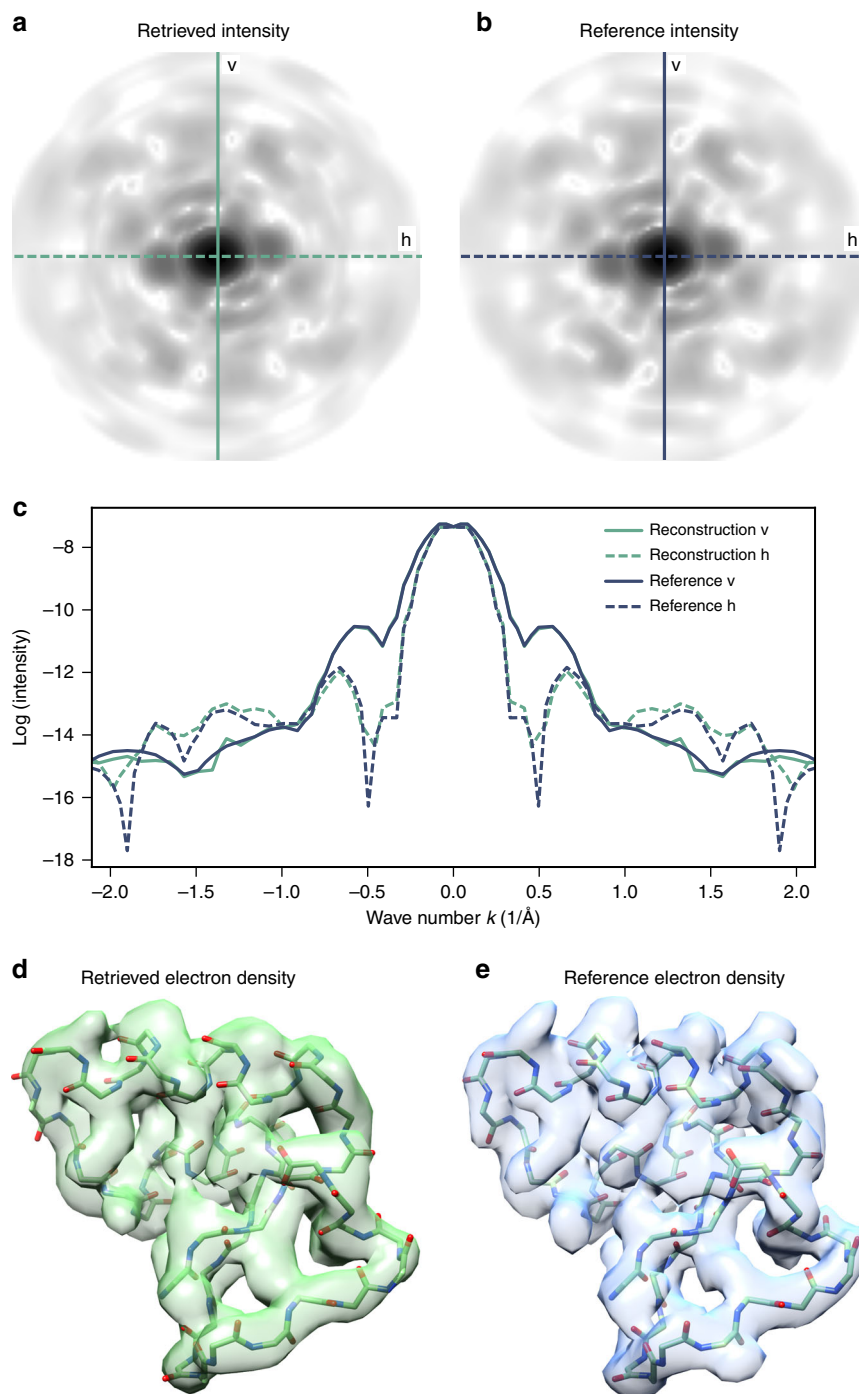 a
Retrieved intensity
v
h
b
Reference intensity
v
h
c
Log (intensity)
–8
–10
–12
–14
–16
–18
Reconstruction v
Reconstruction h
Reference v
Reference h
–2.0 –1.5 –1.0 –0.5 0.0 0.5 1.0 1.5 2.0
Wave number k (1/Å)
d
Retrieved electron density
e
Reference electron density